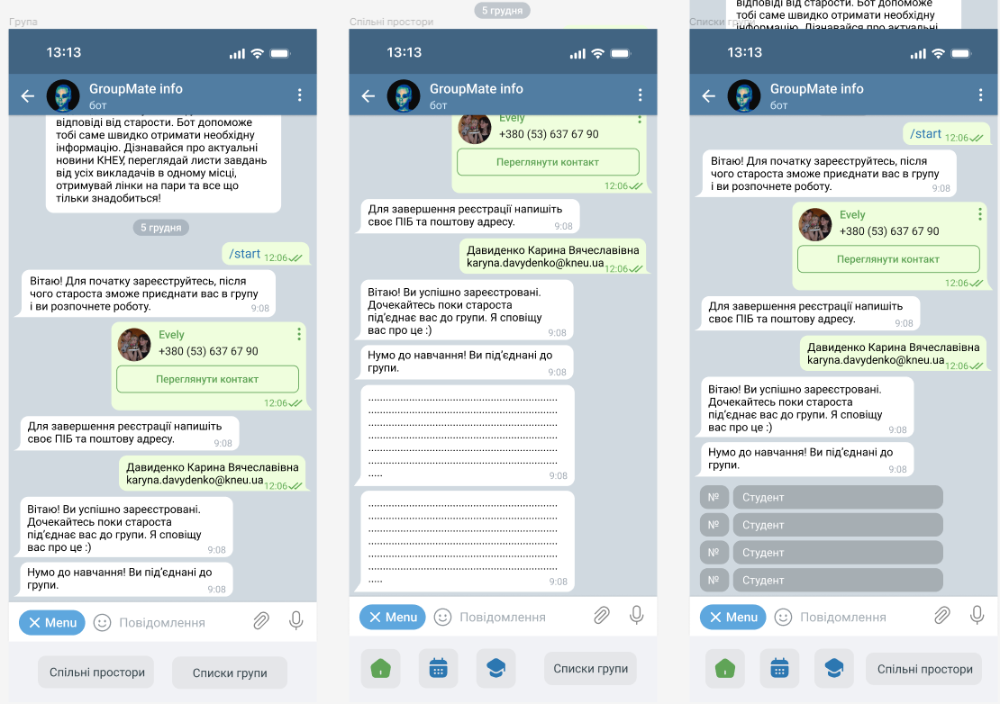 Група
13:13
GroupMate info
бот
відповіді від старости. Бот допоможе
тобі саме швидко отримати необхідну
інформацію. Дізнавайся про актуальні
новини КНЕУ, переглядай листи завдань
від усіх викладачів в одному місці,
отримувай лінки на пари та все що
тільки знадобиться!
5 грудня
/start 12:06
Вітаю! Для початку зареєструйтесь, після
чого староста зможе приєднати вас в групу
і ви розпочнете роботу. 9:08
Evely
+380 (53) 637 67 90
Переглянути контакт
12:06
Для завершення реєстрації напишіть
своє ПІБ та поштову адресу. 9:08
Давиденко Карина Вячеславівна
karyna.davydenko@kneu.ua 12:06
Вітаю! Ви успішно зареєстровані.
Дочекайтесь поки староста
під’єднає вас до групи. Я сповіщу
вас про це :) 9:08
Нумо до навчання! Ви під’єднані до
групи. 9:08
Menu Повідомлення
Спільні простори Списки групи
5 грудня
Спільні простори
13:13
GroupMate info
бот
Evely
+380 (53) 637 67 90
Переглянути контакт
12:06
Для завершення реєстрації напишіть
своє ПІБ та поштову адресу. 9:08
Давиденко Карина Вячеславівна
karyna.davydenko@kneu.ua 12:06
Вітаю! Ви успішно зареєстровані.
Дочекайтесь поки староста
під’єднає вас до групи. Я сповіщу
вас про це :) 9:08
Нумо до навчання! Ви під’єднані до
групи. 9:08
9:08
9:08
Menu Повідомлення
Списки групи
відповіді від старости. Бот допоможе
тобі саме швидко отримати необхідну
інформацію. Дізнавайся про актуальні
Списки групи
13:13
GroupMate info
бот
/start 12:06
Вітаю! Для початку зареєструйтесь, після
чого староста зможе приєднати вас в групу
і ви розпочнете роботу. 9:08
Evely
+380 (53) 637 67 90
Переглянути контакт
12:06
Для завершення реєстрації напишіть
своє ПІБ та поштову адресу. 9:08
Давиденко Карина Вячеславівна
karyna.davydenko@kneu.ua 12:06
Вітаю! Ви успішно зареєстровані.
Дочекайтесь поки староста
під’єднає вас до групи. Я сповіщу
вас про це :) 9:08
Нумо до навчання! Ви під’єднані до
групи. 9:08
№ Студент
№ Студент
№ Студент
№ Студент
Menu Повідомлення
Спільні простори